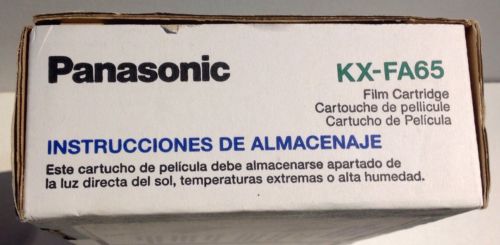 Panasonic
KX-FA65
Film Cartridge
Cartouche de pellicule
Cartucho de Película
INSTRUCCIONES DE ALMACENAJE
Este cartucho de película debe almacenarse apartado de
la luz directa del sol, temperaturas extremas o alta humedad.